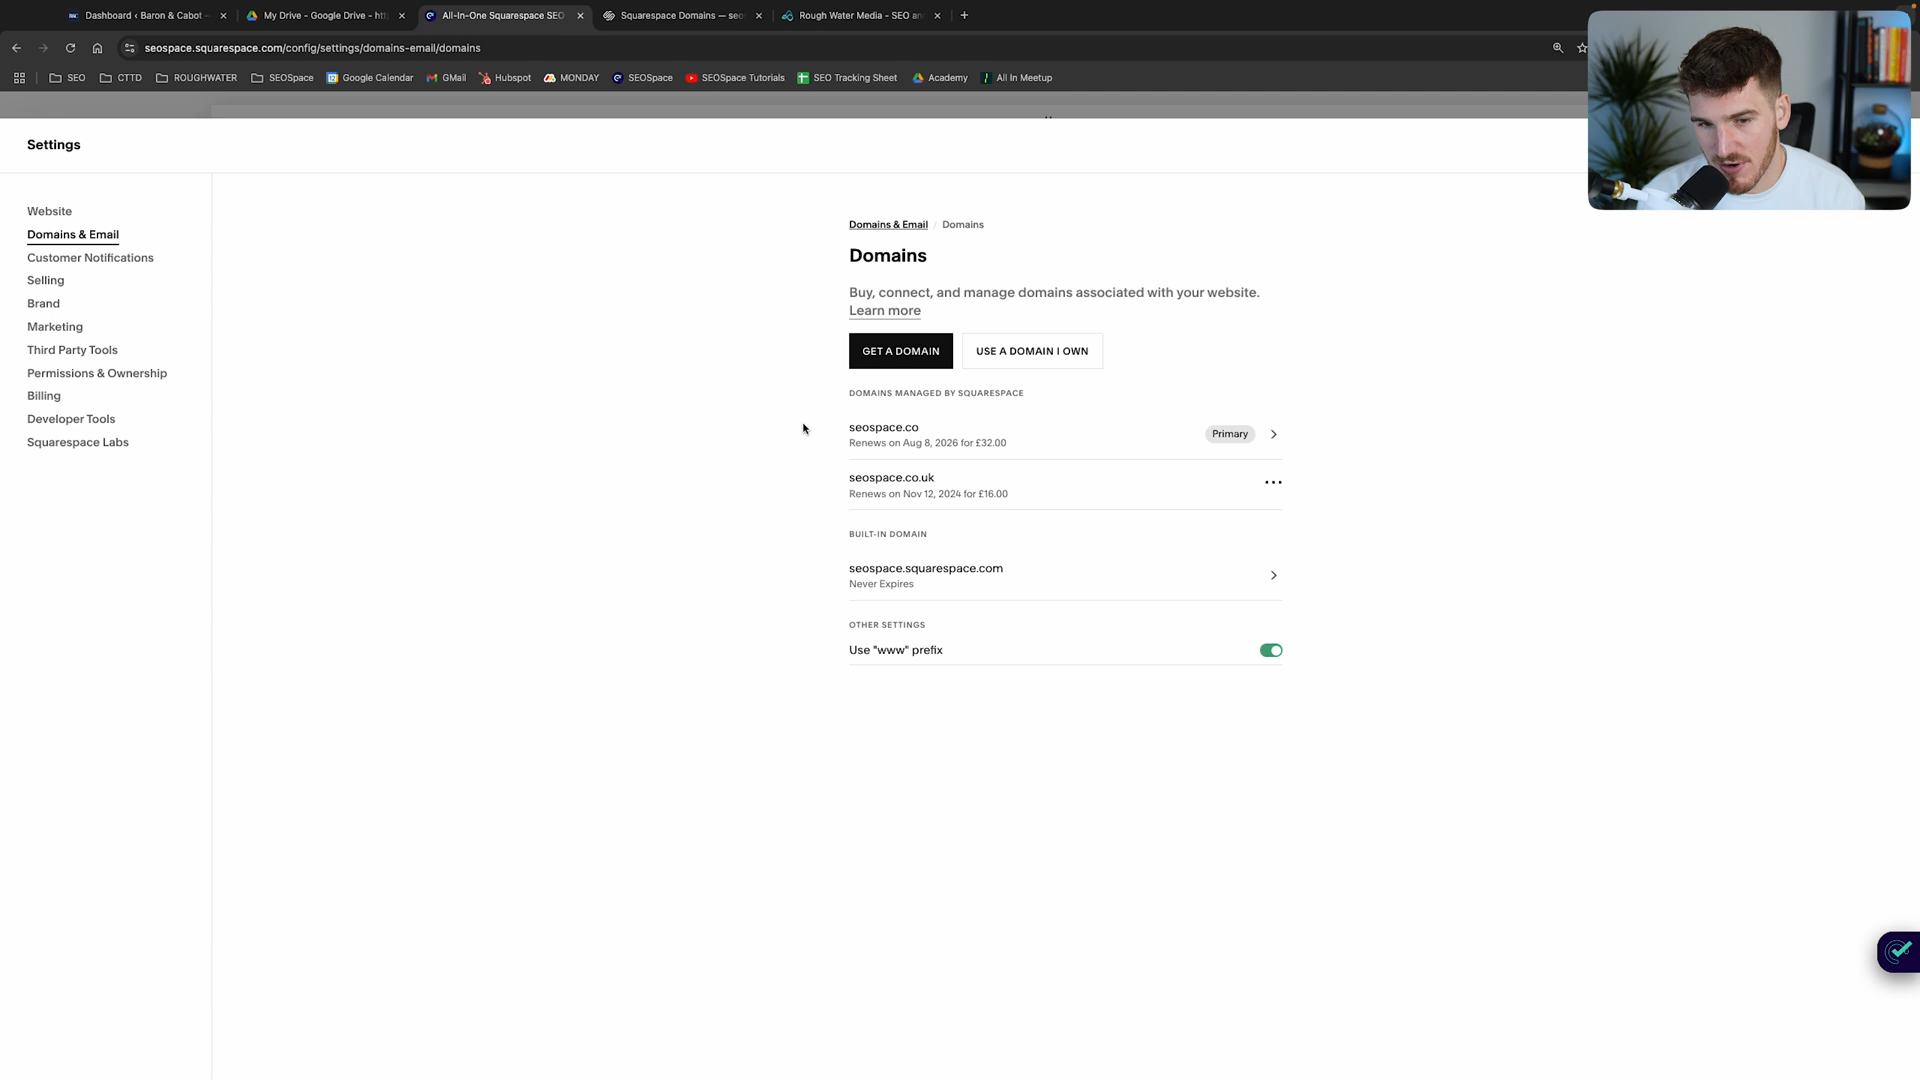 Dashboard ‹ Baron & Cabot
My Drive - Google Drive - htt
All-In-One Squarespace SEO
Squarespace Domains — seo
Rough Water Media - SEO an
seospace.squarespace.com/config/settings/domains-email/domains
SEO
CTTD
ROUGHWATER
SEOSpace
Google Calendar
GMail
Hubspot
MONDAY
SEOSpace
SEOSpace Tutorials
SEO Tracking Sheet
Academy
All In Meetup
Settings
Website
Domains & Email
Customer Notifications
Selling
Brand
Marketing
Third Party Tools
Permissions & Ownership
Billing
Developer Tools
Squarespace Labs
Domains & Email / Domains
Domains
Buy, connect, and manage domains associated with your website.
Learn more
GET A DOMAIN
USE A DOMAIN I OWN
DOMAINS MANAGED BY SQUARESPACE
seospace.co
Renews on Aug 8, 2026 for £32.00
Primary
seospace.co.uk
Renews on Nov 12, 2024 for £16.00
BUILT-IN DOMAIN
seospace.squarespace.com
Never Expires
OTHER SETTINGS
Use "www" prefix